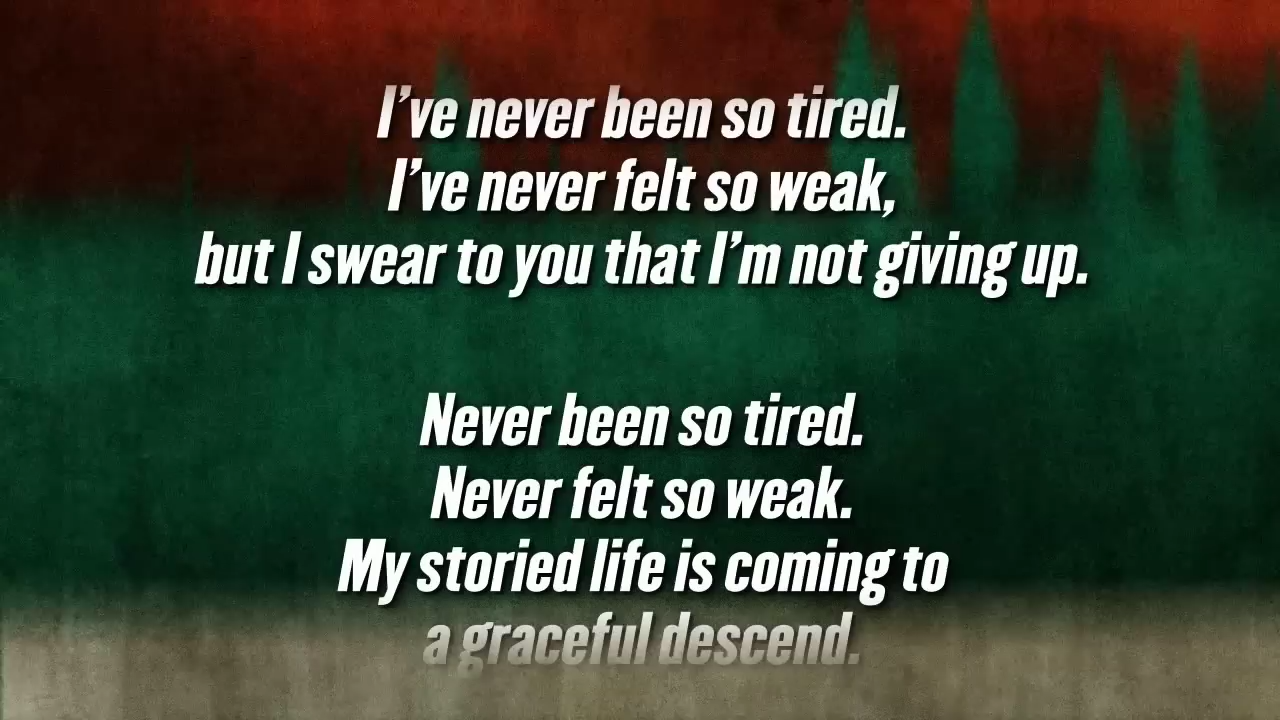 I’ve never been so tired.
I’ve never felt so weak,
but I swear to you that I’m not giving up.
Never been so tired.
Never felt so weak.
My storied life is coming to
a graceful descend.